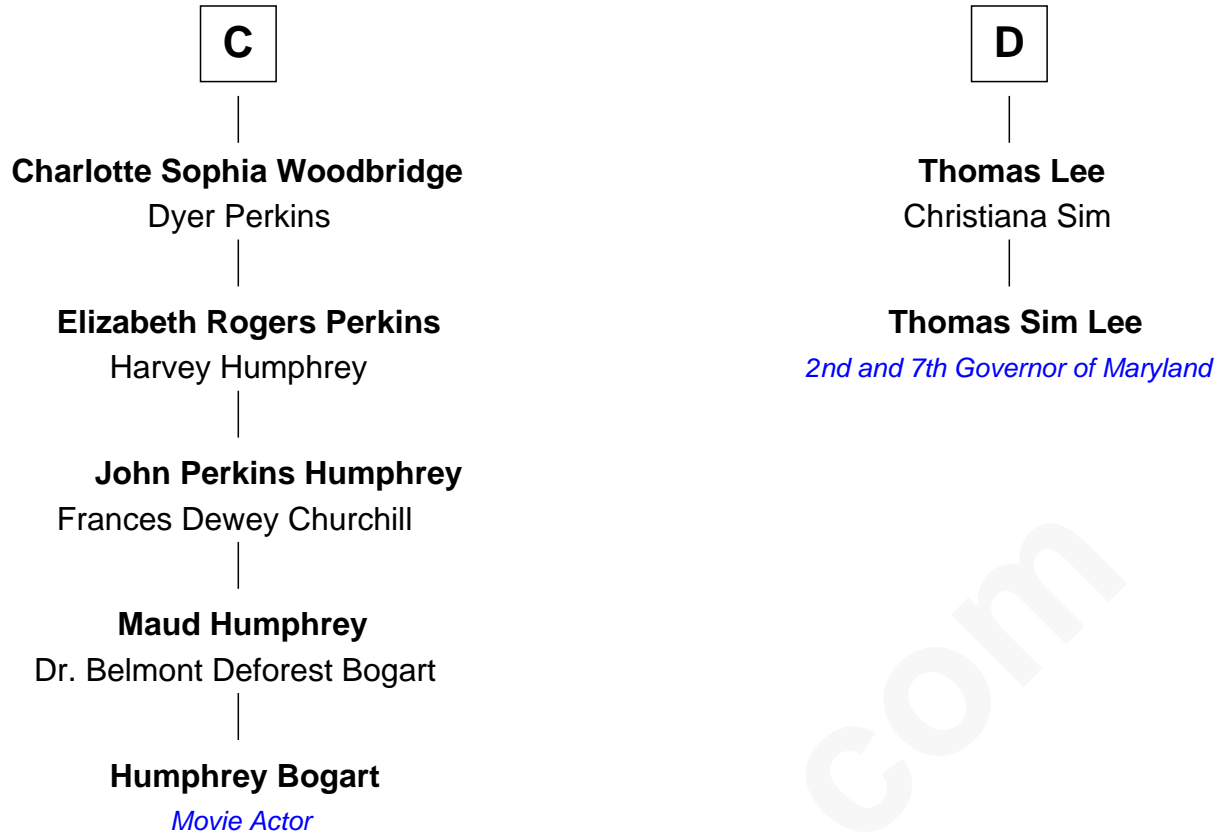 C
Charlotte Sophia Woodbridge
Dyer Perkins
Elizabeth Rogers Perkins
Harvey Humphrey
John Perkins Humphrey
Frances Dewey Churchill
Maud Humphrey
Dr. Belmont Deforest Bogart
Humphrey Bogart
Movie Actor
D
Thomas Lee
Christiana Sim
Thomas Sim Lee
2nd and 7th Governor of Maryland
com